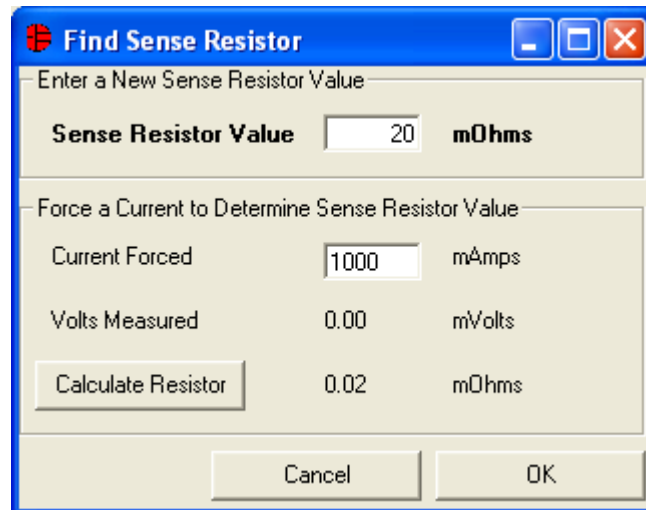 Find Sense Resistor
Enter a New Sense Resistor Value
Sense Resistor Value 20 mOhms
Force a Current to Determine Sense Resistor Value
Current Forced 1000 mAmps
Volts Measured 0.00 mVolts
Calculate Resistor 0.02 mOhms
Cancel OK